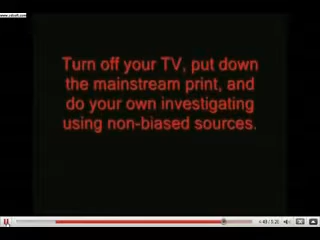 Turn off your TV, put down
the mainstream print, and
do your own investigating
using non-biased sources.